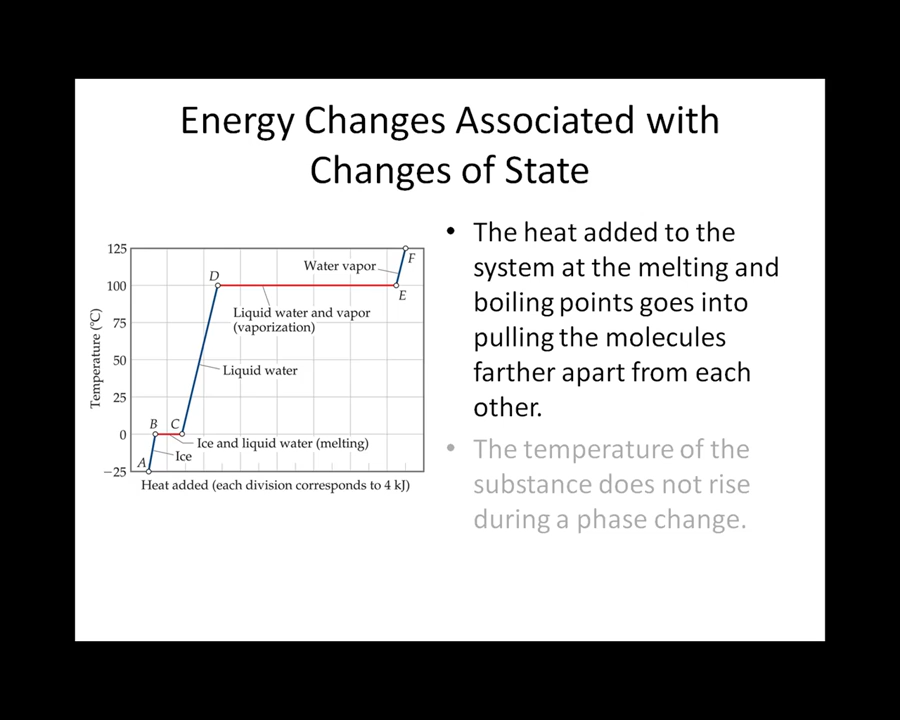 Energy Changes Associated with
Changes of State
125
100
75
50
25
0
−25
Temperature (°C)
A
B
C
D
E
F
Water vapor
Liquid water and vapor
(vaporization)
Liquid water
Ice and liquid water (melting)
Ice
Heat added (each division corresponds to 4 kJ)
• The heat added to the
system at the melting and
boiling points goes into
pulling the molecules
farther apart from each
other.
• The temperature of the
substance does not rise
during a phase change.